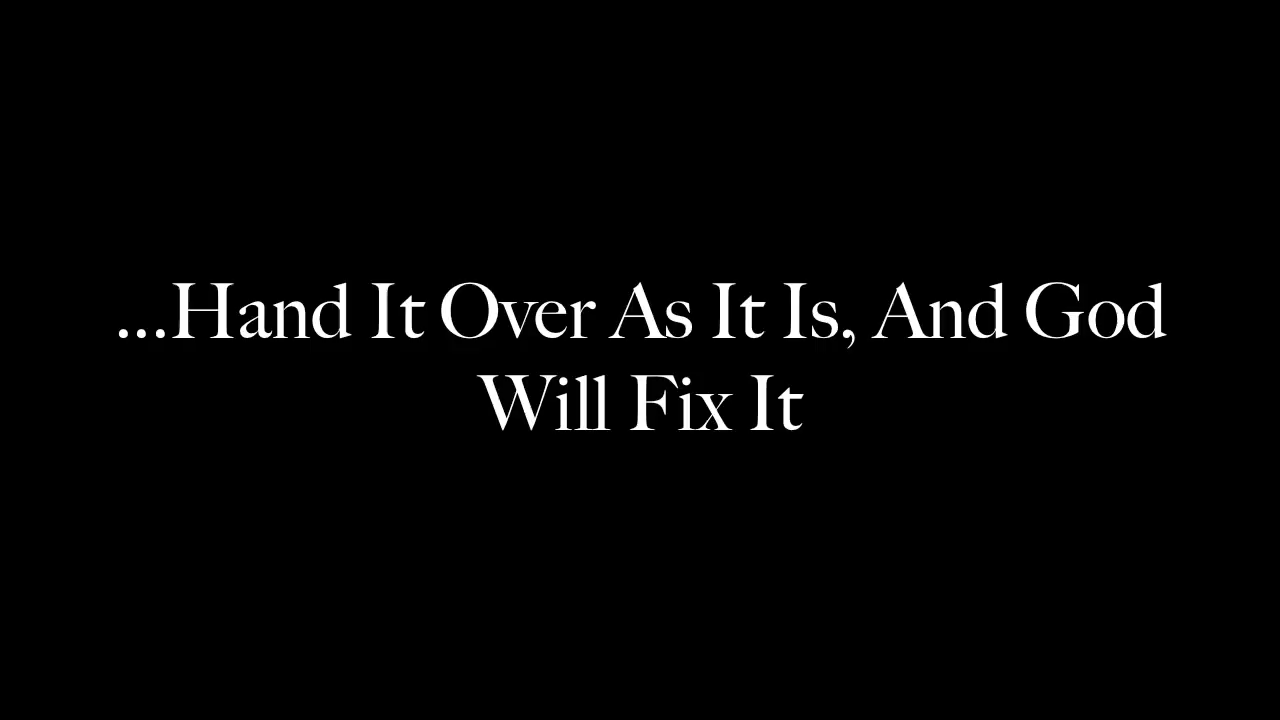 ...Hand It Over As It Is, And God
Will Fix It